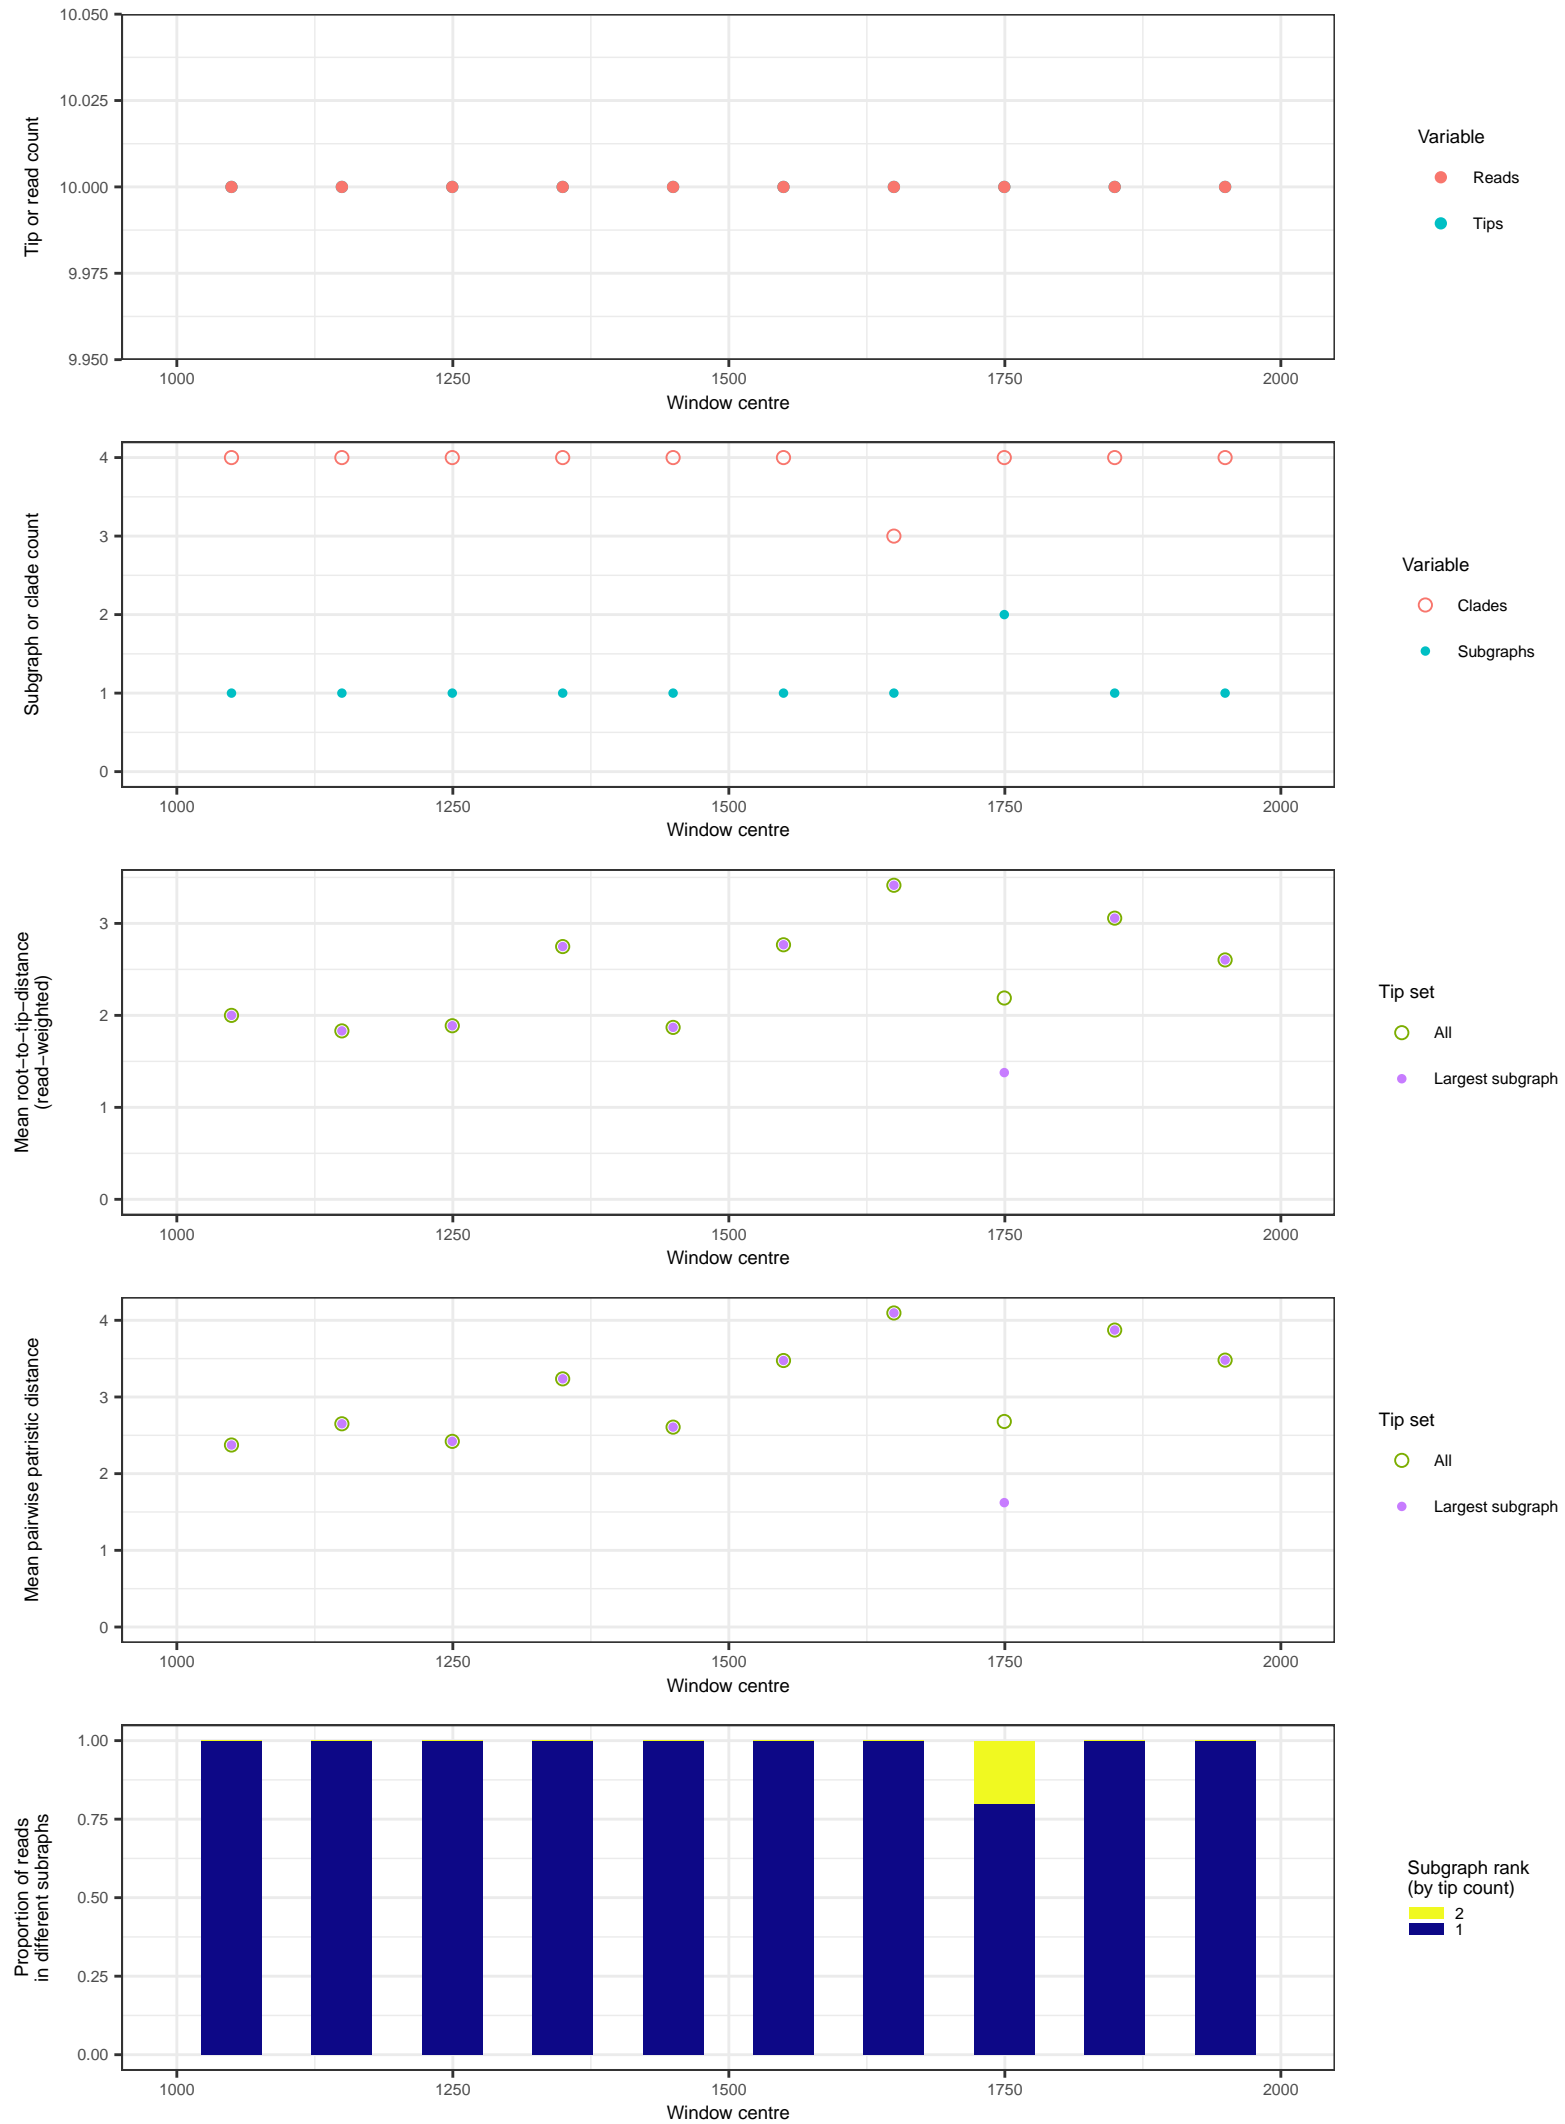 10.050
10.025
10.000
9.975
9.950
Tip or read count
1000 1250 1500 1750 2000
Window centre
Variable
Reads
Tips
4
3
2
1
0
Subgraph or clade count
1000 1250 1500 1750 2000
Window centre
Variable
Clades
Subgraphs
3
2
1
0
Mean root−to−tip−distance
(read−weighted)
1000 1250 1500 1750 2000
Window centre
Tip set
All
Largest subgraph
4
3
2
1
0
Mean pairwise patristic distance
1000 1250 1500 1750 2000
Window centre
Tip set
All
Largest subgraph
1.00
0.75
0.50
0.25
0.00
Proportion of reads
in different subraphs
1000 1250 1500 1750 2000
Window centre
Subgraph rank
(by tip count)
2
1